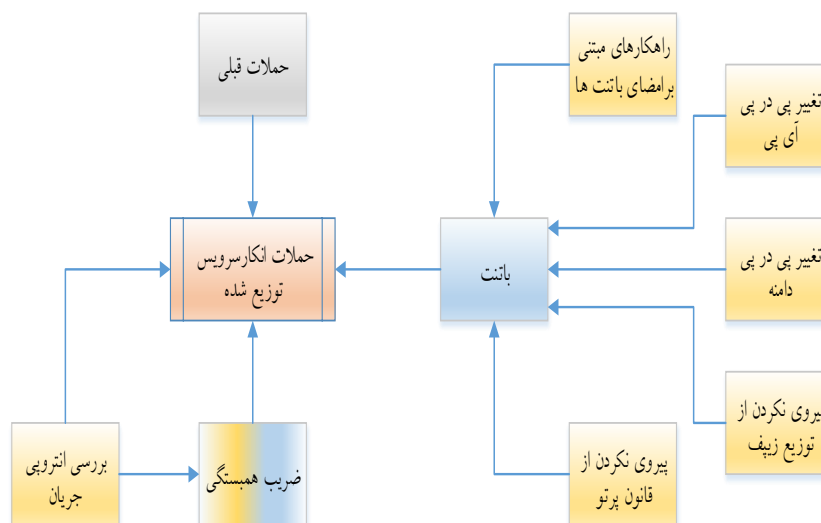 راهکارهای مبتنی
برامضای باتنت ها
حملات قبلی
تغییر پی در پی
آی پی
حملات انکارسرویس
توزیع شده
باتنت
تغییر پی در پی
دامنه
پیروی نکردن از
توزیع زیپف
بررسی انتروپی
جریان
ضریب همبستگی
پیروی نکردن از
قانون پرتو